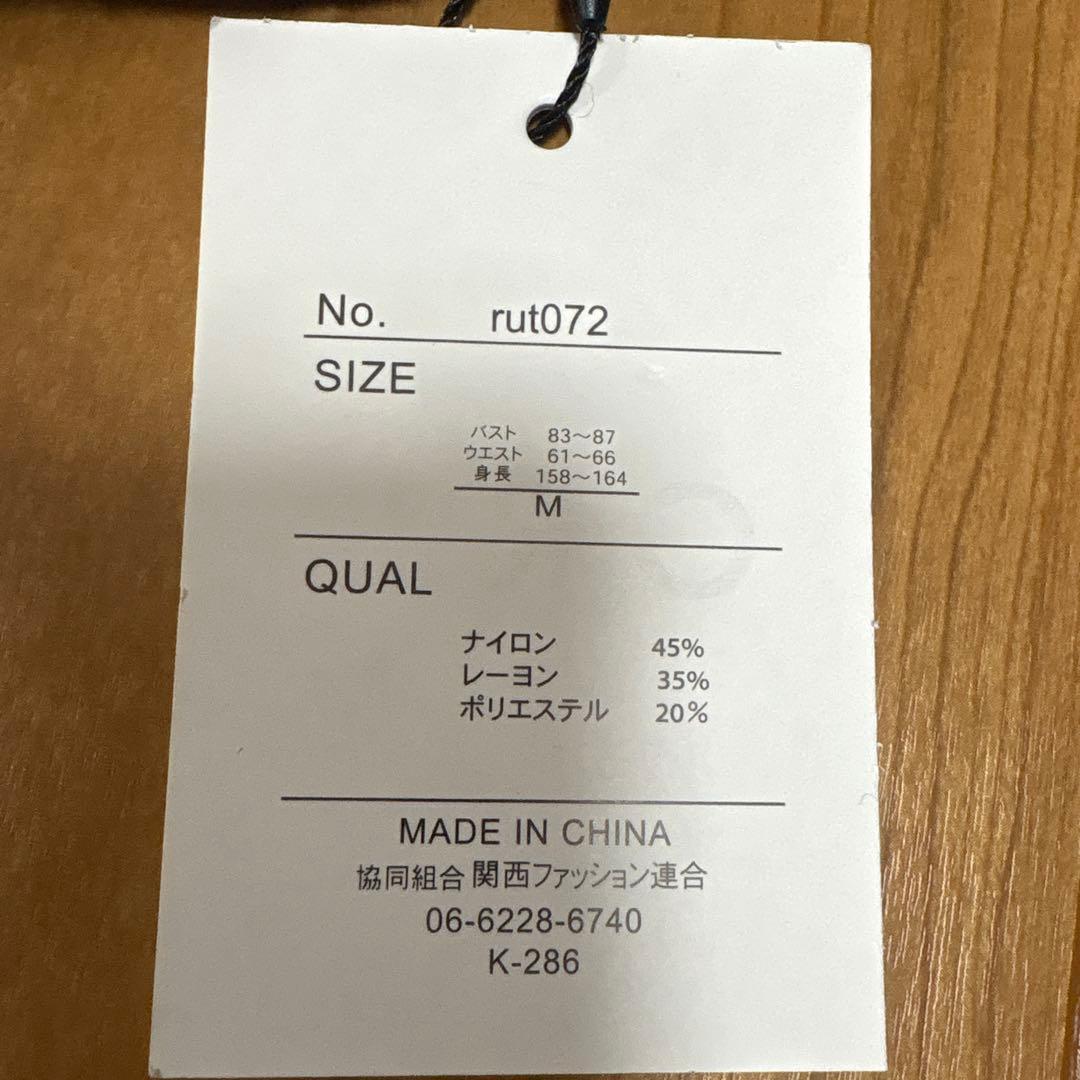 No. rut072
SIZE
バスト 83～87
ウエスト 61～66
身長 158～164
M
QUAL
ナイロン 45%
レーヨン 35%
ポリエステル 20%
MADE IN CHINA
協同組合 関西ファッション連合
06-6228-6740
K-286